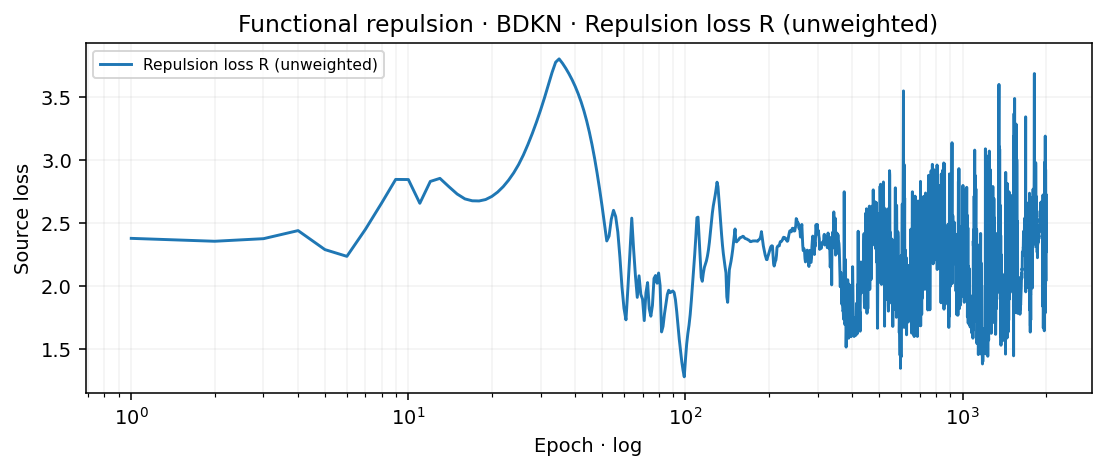 Functional repulsion · BDKN · Repulsion loss R (unweighted)
Repulsion loss R (unweighted)
Source loss
3.5
3.0
2.5
2.0
1.5
10⁰
10¹
10²
10³
Epoch · log